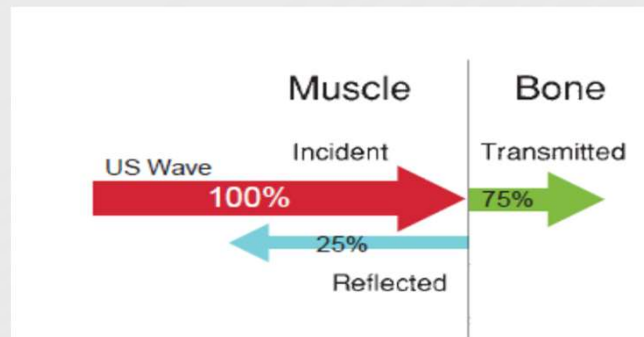 Muscle Bone
Incident Transmitted
US Wave
100% 75%
25%
Reflected